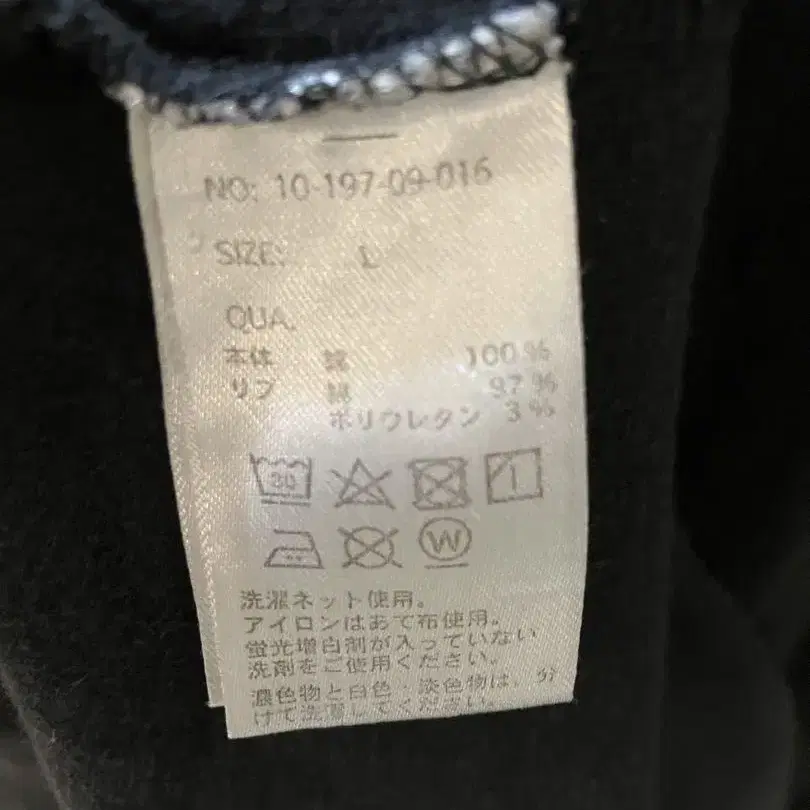 NO: 10-197-09-016
SIZE: L
QUA.
本体 綿 100%
リブ 綿 97%
ポリウレタン 3%
30
W
洗濯ネット使用。
アイロンはあて布使用。
蛍光増白剤が入っていない
洗剤をご使用ください。
濃色物と白色・淡色物は、分
けて洗濯してください。